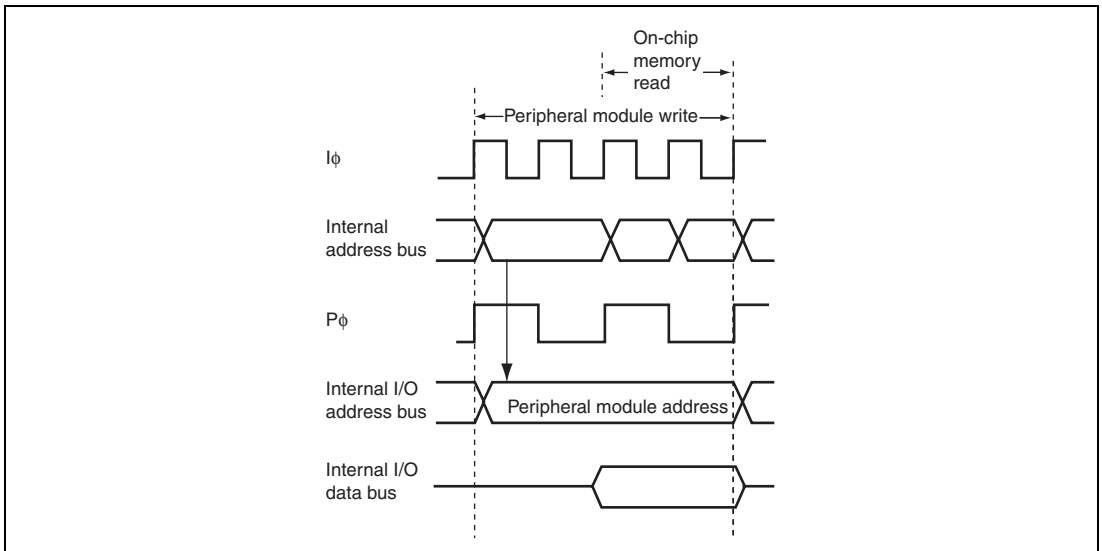 On-chip
memory
read
Peripheral module write
Iϕ
Internal
address bus
Pϕ
Internal I/O
address bus
Peripheral module address
Internal I/O
data bus